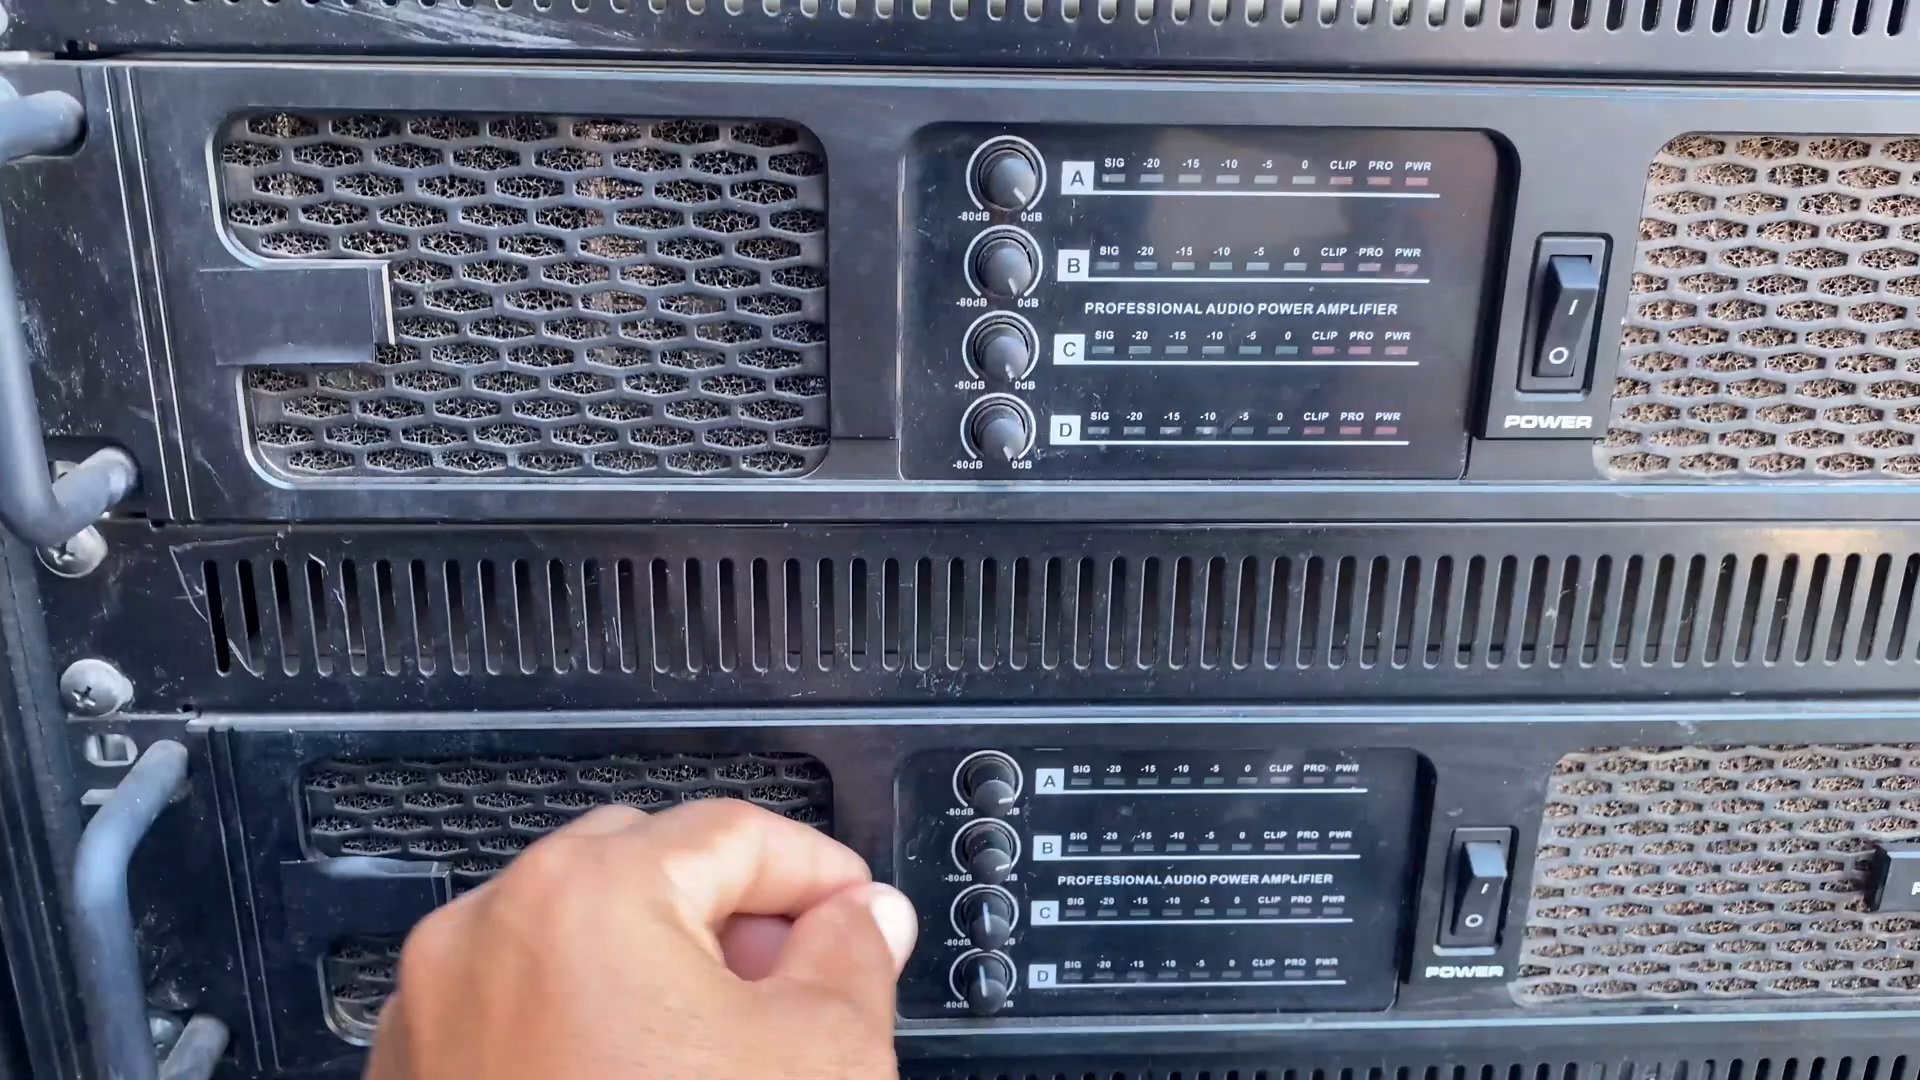 A SIG -20 -15 -10 -5 0 CLIP PRO PWR
-80dB 0dB
B SIG -20 -15 -10 -5 0 CLIP PRO PWR
-80dB 0dB
PROFESSIONAL AUDIO POWER AMPLIFIER
C SIG -20 -15 -10 -5 0 CLIP PRO PWR
-80dB 0dB
D SIG -20 -15 -10 -5 0 CLIP PRO PWR
-80dB 0dB
POWER
A SIG -20 -15 -10 -5 0 CLIP PRO PWR
-80dB
B SIG -20 -15 -10 -5 0 CLIP PRO PWR
-80dB
PROFESSIONAL AUDIO POWER AMPLIFIER
C SIG -20 -15 -10 -5 0 CLIP PRO PWR
-80dB
D SIG -20 -15 -10 -5 0 CLIP PRO PWR
-80dB
POWER